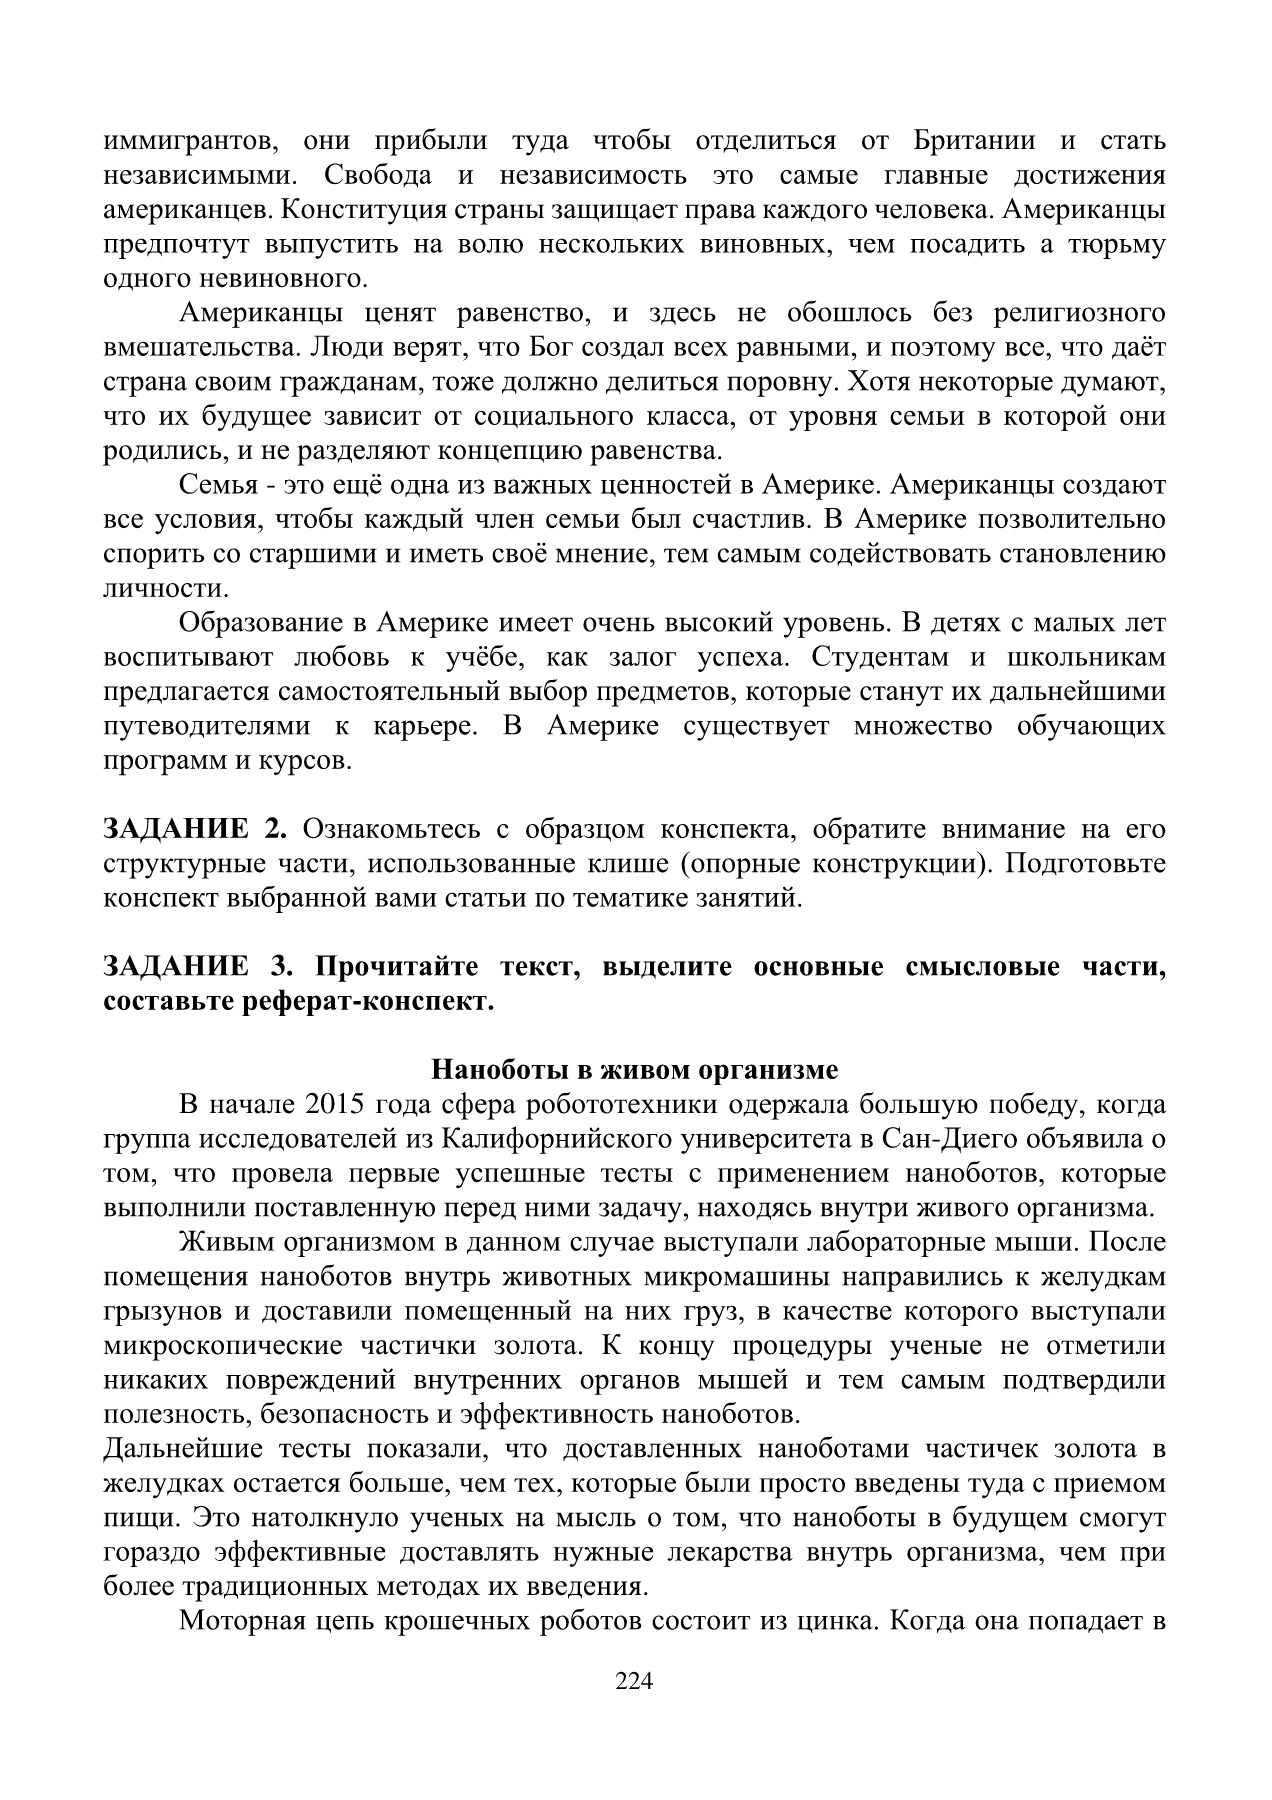 иммигрантов, они прибыли туда чтобы отделиться от Британии и стать
независимыми. Свобода и независимость это самые главные достижения
американцев. Конституция страны защищает права каждого человека. Американцы
предпочтут выпустить на волю нескольких виновных, чем посадить а тюрьму
одного невиновного.
Американцы ценят равенство, и здесь не обошлось без религиозного
вмешательства. Люди верят, что Бог создал всех равными, и поэтому все, что даёт
страна своим гражданам, тоже должно делиться поровну. Хотя некоторые думают,
что их будущее зависит от социального класса, от уровня семьи в которой они
родились, и не разделяют концепцию равенства.
Семья - это ещё одна из важных ценностей в Америке. Американцы создают
все условия, чтобы каждый член семьи был счастлив. В Америке позволительно
спорить со старшими и иметь своё мнение, тем самым содействовать становлению
личности.
Образование в Америке имеет очень высокий уровень. В детях с малых лет
воспитывают любовь к учёбе, как залог успеха. Студентам и школьникам
предлагается самостоятельный выбор предметов, которые станут их дальнейшими
путеводителями к карьере. В Америке существует множество обучающих
программ и курсов.
ЗАДАНИЕ 2. Ознакомьтесь с образцом конспекта, обратите внимание на его
структурные части, использованные клише (опорные конструкции). Подготовьте
конспект выбранной вами статьи по тематике занятий.
ЗАДАНИЕ 3. Прочитайте текст, выделите основные смысловые части,
составьте реферат-конспект.
Наноботы в живом организме
В начале 2015 года сфера робототехники одержала большую победу, когда
группа исследователей из Калифорнийского университета в Сан-Диего объявила о
том, что провела первые успешные тесты с применением наноботов, которые
выполнили поставленную перед ними задачу, находясь внутри живого организма.
Живым организмом в данном случае выступали лабораторные мыши. После
помещения наноботов внутрь животных микромашины направились к желудкам
грызунов и доставили помещенный на них груз, в качестве которого выступали
микроскопические частички золота. К концу процедуры ученые не отметили
никаких повреждений внутренних органов мышей и тем самым подтвердили
полезность, безопасность и эффективность наноботов.
Дальнейшие тесты показали, что доставленных наноботами частичек золота в
желудках остается больше, чем тех, которые были просто введены туда с приемом
пищи. Это натолкнуло ученых на мысль о том, что наноботы в будущем смогут
гораздо эффективные доставлять нужные лекарства внутрь организма, чем при
более традиционных методах их введения.
Моторная цепь крошечных роботов состоит из цинка. Когда она попадает в
224